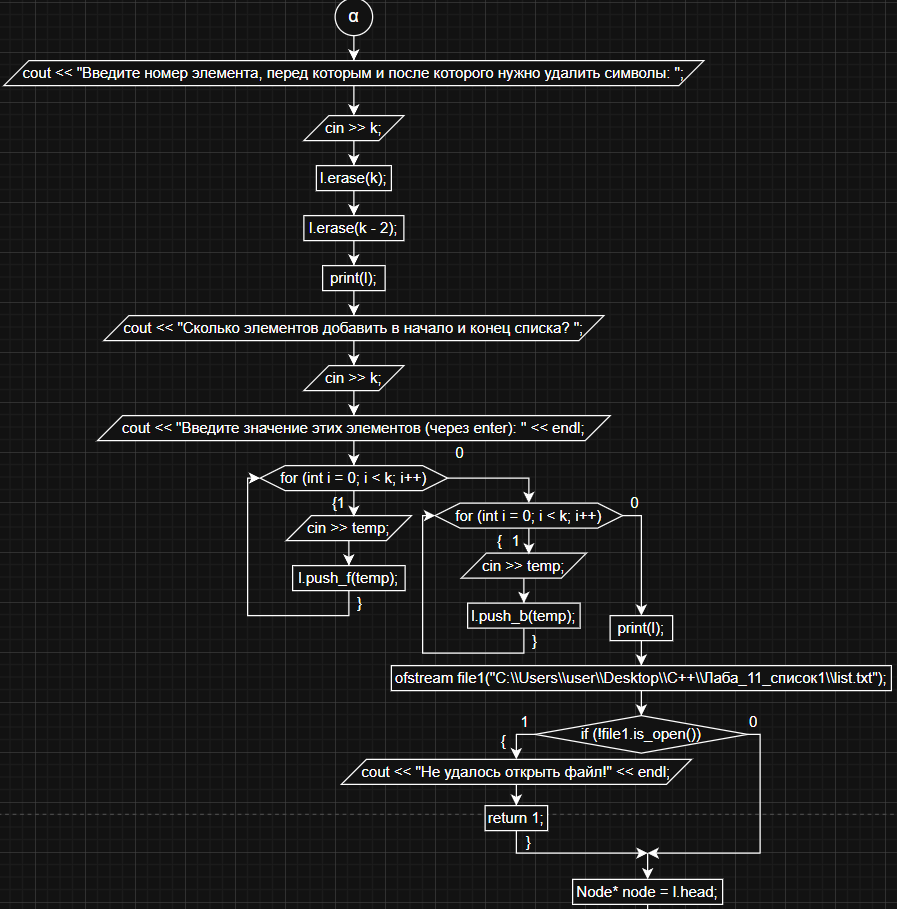 α
cout << "Введите номер элемента, перед которым и после которого нужно удалить символы: ";
cin >> k;
l.erase(k);
l.erase(k - 2);
print(l);
cout << "Сколько элементов добавить в начало и конец списка? ";
cin >> k;
cout << "Введите значение этих элементов (через enter): " << endl;
0
for (int i = 0; i < k; i++)
{1
cin >> temp;
l.push_f(temp);
}
0
for (int i = 0; i < k; i++)
{ 1
cin >> temp;
l.push_b(temp);
}
print(l);
ofstream file1("C:\\Users\\user\\Desktop\\C++\\Лаба_11_список1\\list.txt");
1
0
if (!file1.is_open())
{
cout << "Не удалось открыть файл!" << endl;
return 1;
}
Node* node = l.head;